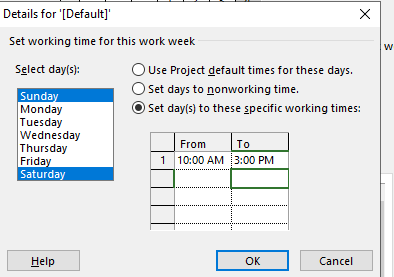 Details for '[Default]'
Set working time for this work week
Select day(s):
Sunday
Monday
Tuesday
Wednesday
Thursday
Friday
Saturday
Use Project default times for these days.
Set days to nonworking time.
Set day(s) to these specific working times:
From To
1 10:00 AM 3:00 PM
Help OK Cancel
w